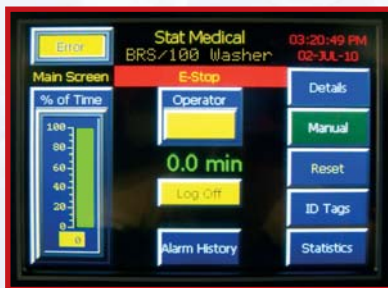 Error
Stat Medical
BRS/100 Washer
03:20:49 PM
02-JUL-10
Main Screen
E-Stop
% of Time
100
80
60
40
20
0
0
Operator
0.0 min
Log Off
Alarm History
Details
Manual
Reset
ID Tags
Statistics